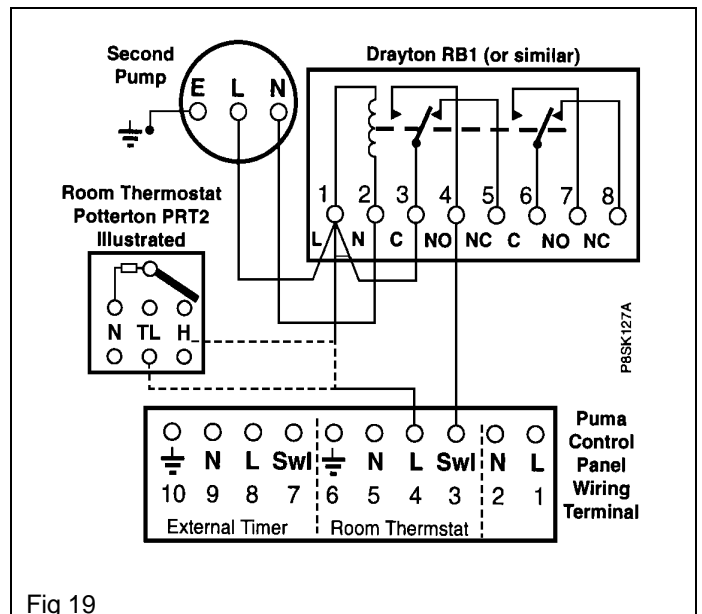 Second
Pump
E L N
Drayton RB1 (or similar)
1 2 3 4 5 6 7 8
L N C NO NC C NO NC
Room Thermostat
Potterton PRT2
Illustrated
N TL H
P8SK127A
N L Swl N L Swl N L
10 9 8 7 6 5 4 3 2 1
External Timer Room Thermstat
Puma
Control
Panel
Wiring
Terminal
Fig 19